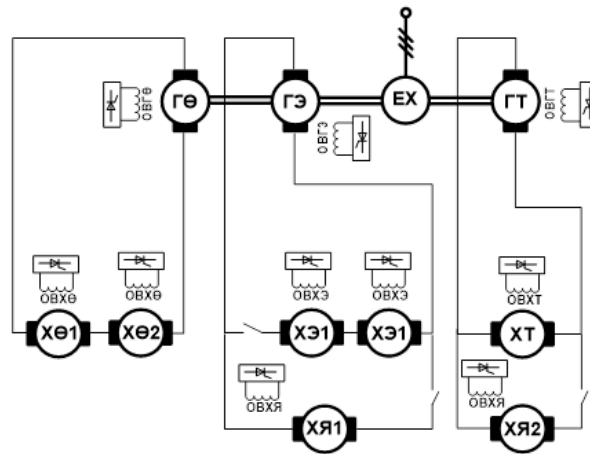 ГӨ
ГЭ
ЕХ
ГТ
ОВГӨ
ОВГЭ
ОВГТ
ОВХӨ
ОВХӨ
ОВХЭ
ОВХЭ
ОВХТ
ХӨ1
ХӨ2
ХЭ1
ХЭ1
ХТ
ОВХЯ
ОВХЯ
ХЯ1
ХЯ2